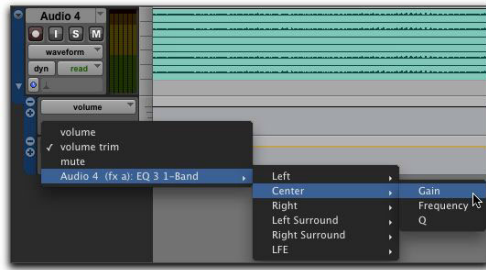 Audio 4
I S M
waveform
dyn read
volume
volume
✓ volume trim
mute
Audio 4 (fx a): EQ 3 1-Band
Left
Center
Right
Left Surround
Right Surround
LFE
Gain
Frequency
Q